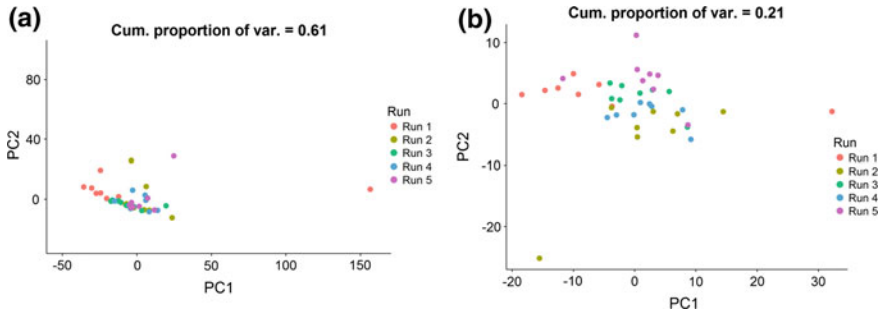 (a)
Cum. proportion of var. = 0.61
PC2
80
40
0
-50
0
50
100
150
PC1
Run
Run 1
Run 2
Run 3
Run 4
Run 5
(b)
Cum. proportion of var. = 0.21
PC2
10
0
-10
-20
-20
-10
0
10
20
30
PC1
Run
Run 1
Run 2
Run 3
Run 4
Run 5